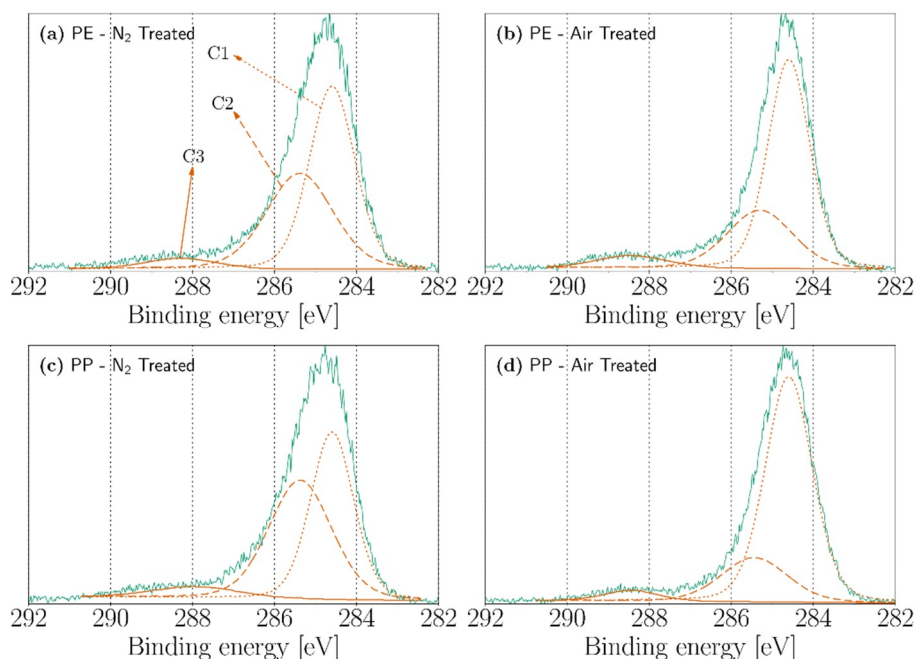 (a) PE - N₂ Treated
C1
C2
C3
292 290 288 286 284 282
Binding energy [eV]
(b) PE - Air Treated
292 290 288 286 284 282
Binding energy [eV]
(c) PP - N₂ Treated
292 290 288 286 284 282
Binding energy [eV]
(d) PP - Air Treated
292 290 288 286 284 282
Binding energy [eV]